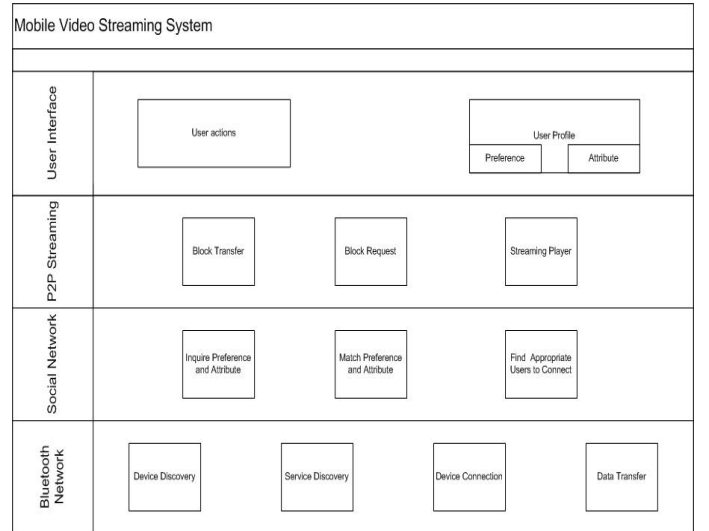 Mobile Video Streaming System
User Interface
User actions
User Profile
Preference
Attribute
P2P Streaming
Block Transfer
Block Request
Streaming Player
Social Network
Inquire Preference
and Attribute
Match Preference
and Attribute
Find Appropriate
Users to Connect
Bluetooth
Network
Device Discovery
Service Discovery
Device Connection
Data Transfer